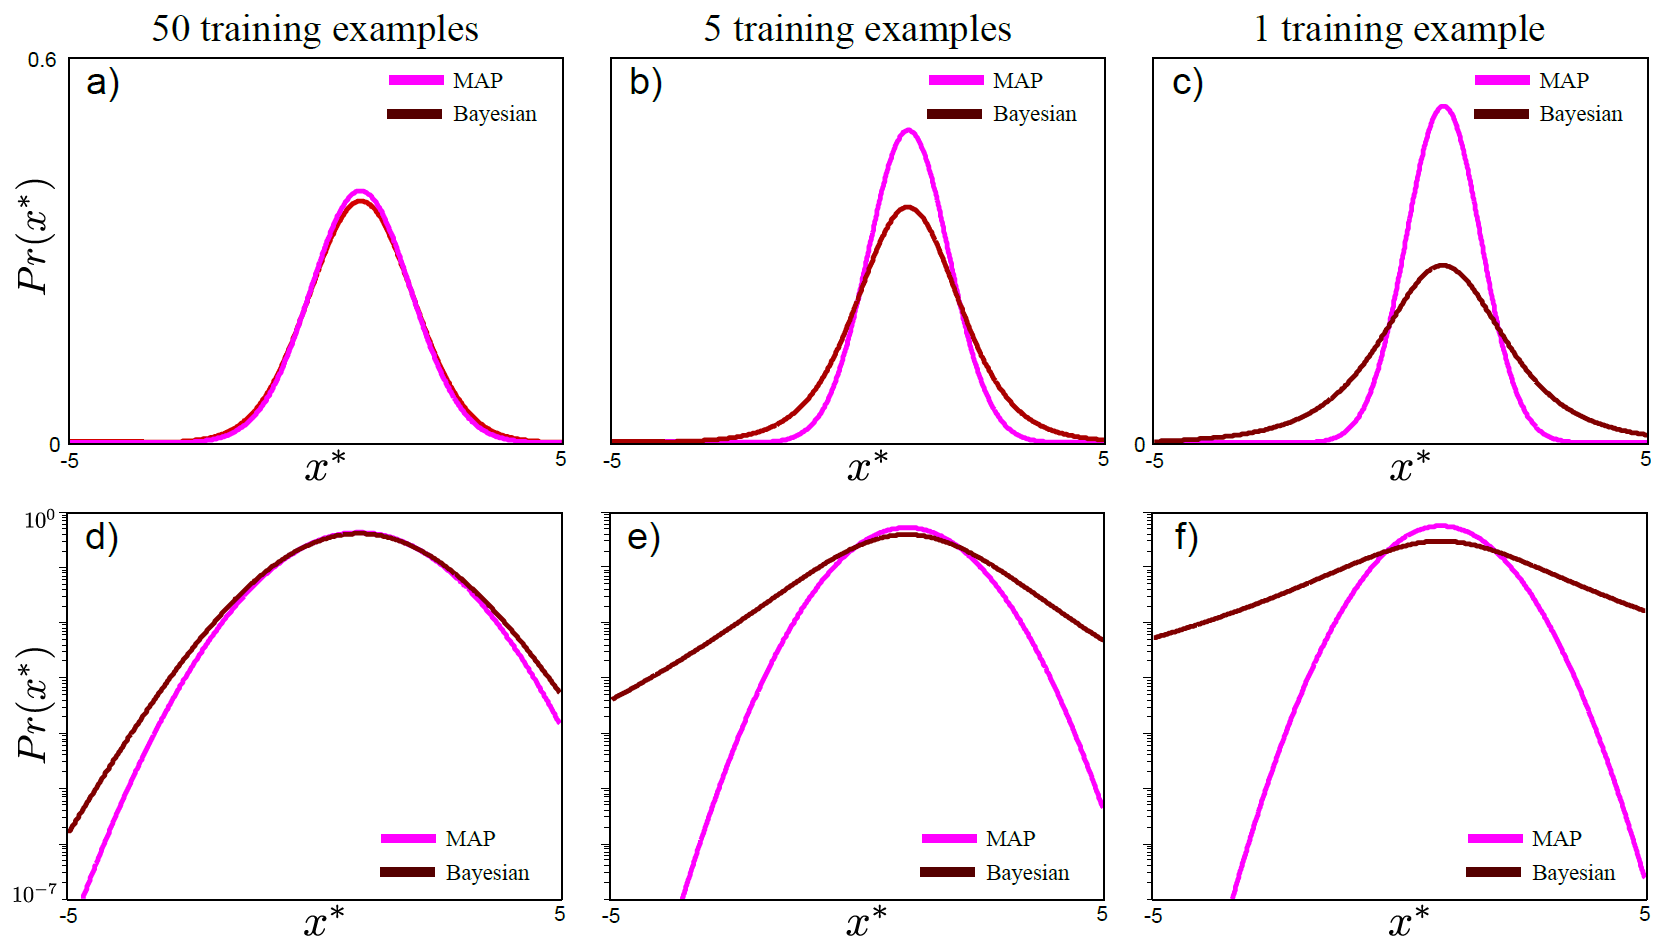 50 training examples
5 training examples
1 training example
a)
MAP
Bayesian
0.6
0
Pr(x*)
-5
x*
5
b)
MAP
Bayesian
-5
x*
5
c)
MAP
Bayesian
0
-5
x*
5
d)
10^0
Pr(x*)
10^-7
MAP
Bayesian
-5
x*
5
e)
MAP
Bayesian
-5
x*
5
f)
MAP
Bayesian
-5
x*
5